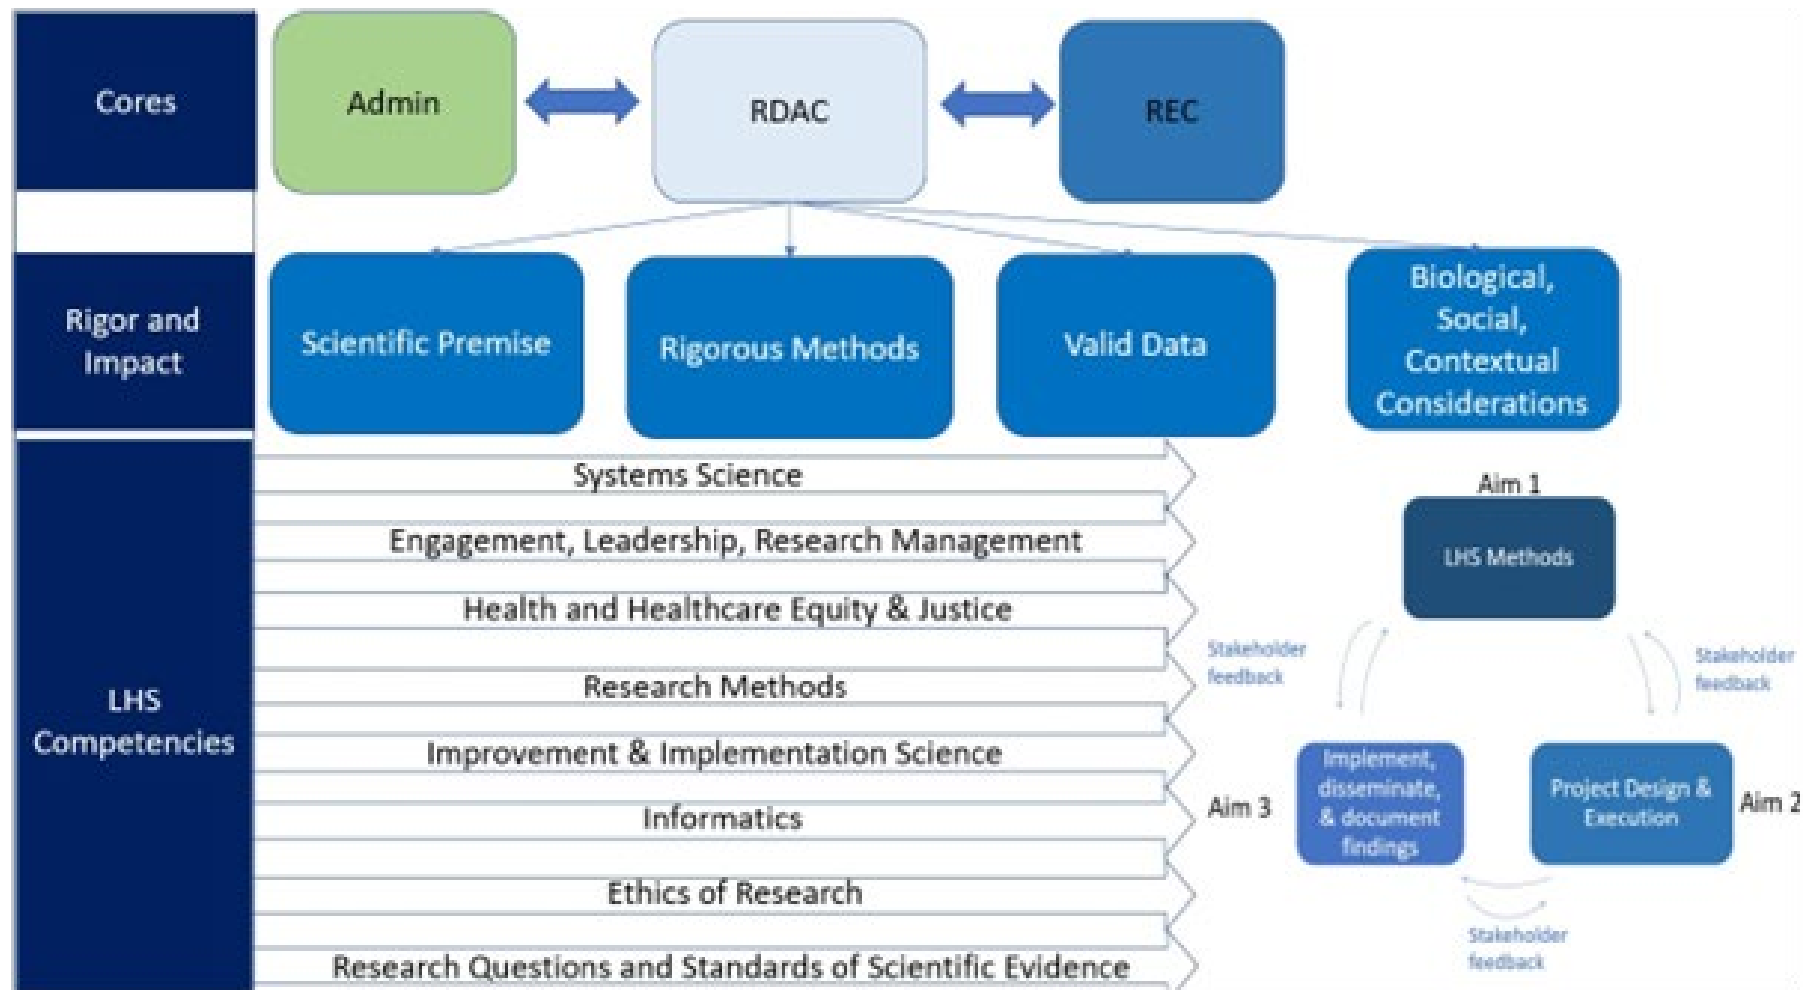 Cores
Admin
RDAC
REC
Rigor and
Impact
Scientific Premise
Rigorous Methods
Valid Data
Biological,
Social,
Contextual
Considerations
LHS
Competencies
Systems Science
Engagement, Leadership, Research Management
Health and Healthcare Equity & Justice
Research Methods
Improvement & Implementation Science
Informatics
Ethics of Research
Research Questions and Standards of Scientific Evidence
Aim 1
LHS Methods
Stakeholder
feedback
Stakeholder
feedback
Aim 3
Implement,
disseminate,
& document
findings
Project Design &
Execution
Aim 2
Stakeholder
feedback